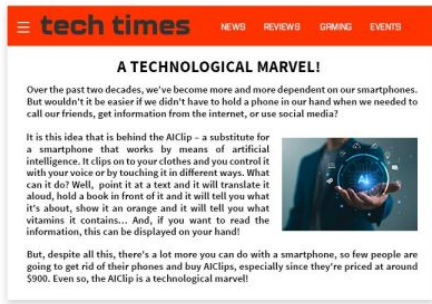 tech times
NEWS REVIEWS GAMING EVENTS
A TECHNOLOGICAL MARVEL!
Over the past two decades, we've become more and more dependent on our smartphones.
But wouldn't it be easier if we didn't have to hold a phone in our hand when we needed to
call our friends, get information from the internet, or use social media?
It is this idea that is behind the AIClip – a substitute for
a smartphone that works by means of artificial
intelligence. It clips on to your clothes and you control it
with your voice or by touching it in different ways. What
can it do? Well, point it at a text and it will translate it
aloud, hold a book in front of it and it will tell you what
it's about, show it an orange and it will tell you what
vitamins it contains... And, if you want to read the
information, this can be displayed on your hand!
AI
But, despite all this, there's a lot more you can do with a smartphone, so few people are
going to get rid of their phones and buy AIClips, especially since they're priced at around
$900. Even so, the AIClip is a technological marvel!